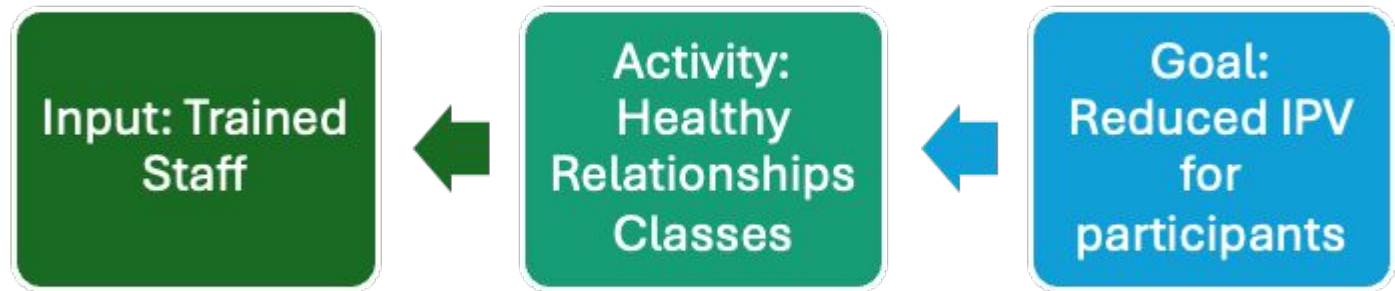 Input: Trained
Staff
Activity:
Healthy
Relationships
Classes
Goal:
Reduced IPV
for
participants